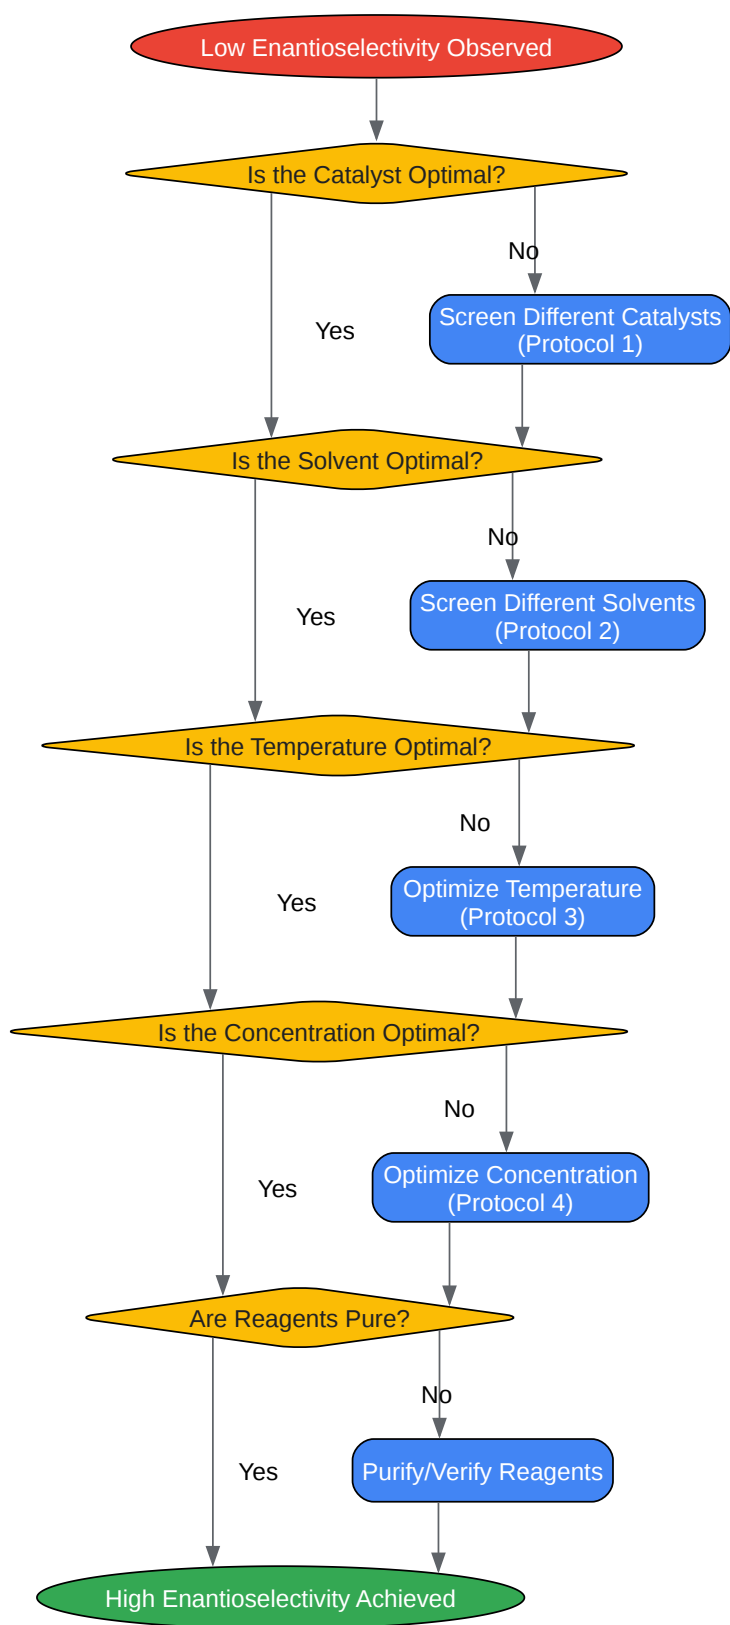 Low Enantioselectivity Observed
Is the Catalyst Optimal?
No
Yes
Screen Different Catalysts
(Protocol 1)
Is the Solvent Optimal?
No
Yes
Screen Different Solvents
(Protocol 2)
Is the Temperature Optimal?
No
Yes
Optimize Temperature
(Protocol 3)
Is the Concentration Optimal?
No
Yes
Optimize Concentration
(Protocol 4)
Are Reagents Pure?
No
Yes
Purify/Verify Reagents
High Enantioselectivity Achieved